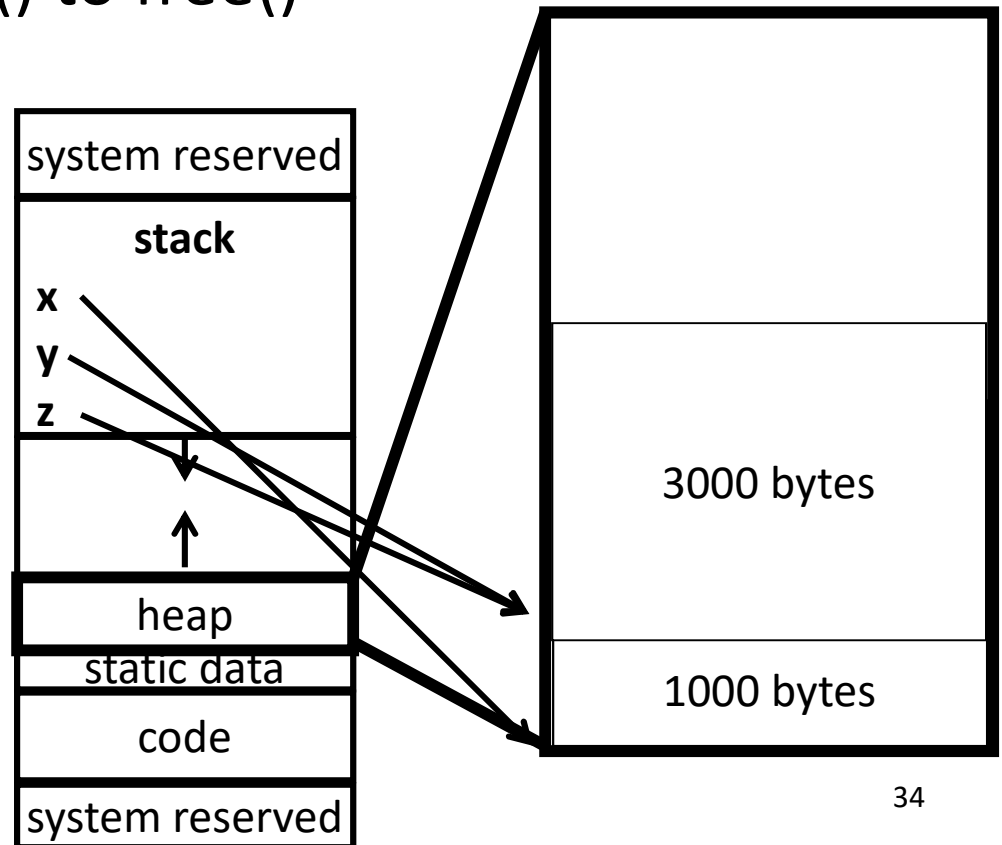 () to free()
system reserved
stack
x
y
z
heap
static data
code
system reserved
3000 bytes
1000 bytes
34